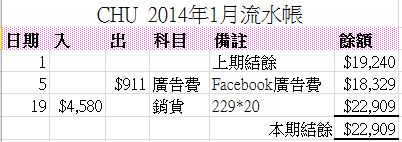 CHU 2014年1月流水帳
日期 入 出 科目 備註 餘額
1 上期結餘 $19,240
5 $911 廣告費 Facebook廣告費 $18,329
19 $4,580 銷貨 229*20 $22,909
本期結餘 $22,909